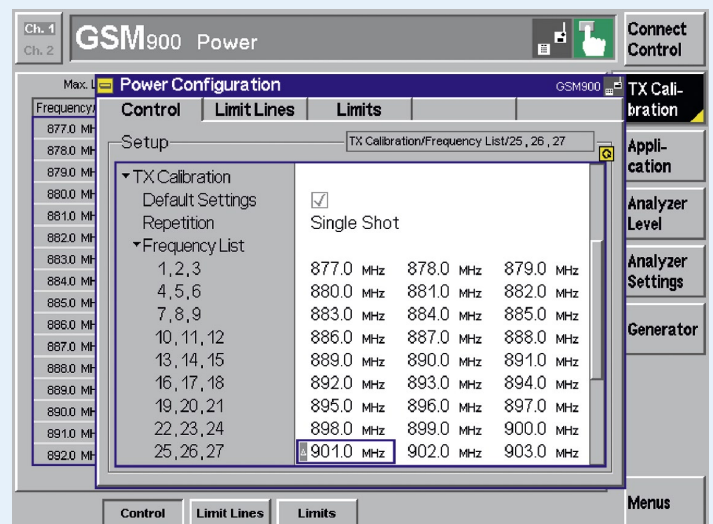 Ch. 1
Ch. 2
GSM900 Power
Connect Control
Max. L
Power Configuration
GSM900
TX Cali-
bration
Frequency/
Control
Limit Lines
Limits
877.0 MH
878.0 MH
879.0 MH
880.0 MH
881.0 MH
882.0 MH
883.0 MH
884.0 MH
885.0 MH
886.0 MH
887.0 MH
888.0 MH
889.0 MH
890.0 MH
891.0 MH
892.0 MH
Setup
TX Calibration/Frequency List/25, 26, 27
TX Calibration
Default Settings
Repetition Single Shot
Frequency List
1,2,3 877.0 MHz 878.0 MHz 879.0 MHz
4,5,6 880.0 MHz 881.0 MHz 882.0 MHz
7,8,9 883.0 MHz 884.0 MHz 885.0 MHz
10,11,12 886.0 MHz 887.0 MHz 888.0 MHz
13,14,15 889.0 MHz 890.0 MHz 891.0 MHz
16,17,18 892.0 MHz 893.0 MHz 894.0 MHz
19,20,21 895.0 MHz 896.0 MHz 897.0 MHz
22,23,24 898.0 MHz 899.0 MHz 900.0 MHz
25,26,27 901.0 MHz 902.0 MHz 903.0 MHz
Appli-
cation
Analyzer
Level
Analyzer
Settings
Generator
Menus
Control
Limit Lines
Limits